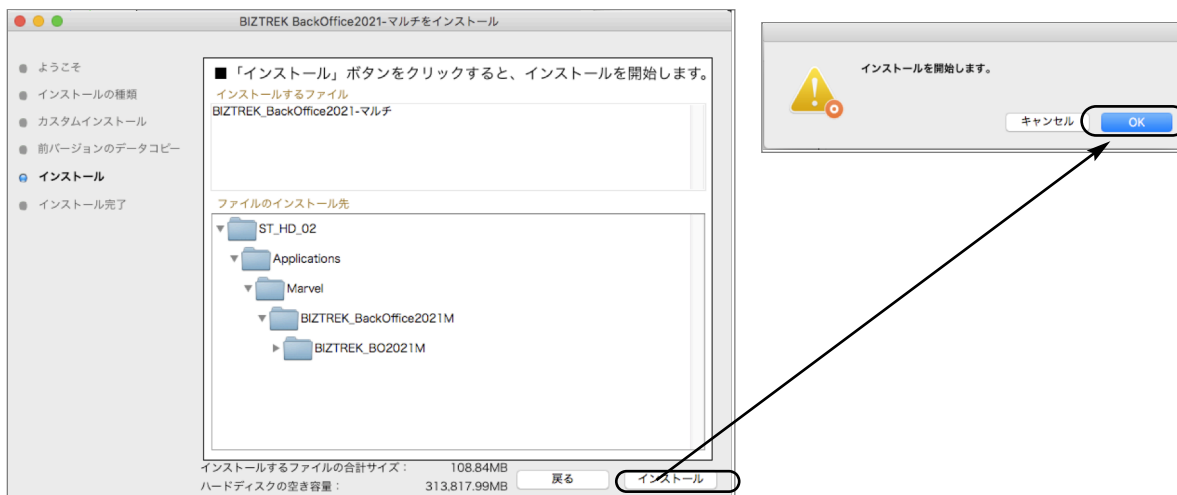 BIZTREK BackOffice2021-マルチをインストール
ようこそ
インストールの種類
カスタムインストール
前バージョンのデータコピー
インストール
インストール完了
■「インストール」ボタンをクリックすると、インストールを開始します。
インストールするファイル
BIZTREK_BackOffice2021-マルチ
ファイルのインストール先
ST_HD_02
Applications
Marvel
BIZTREK_BackOffice2021M
BIZTREK_BO2021M
インストールするファイルの合計サイズ： 108.84MB
ハードディスクの空き容量： 313,817.99MB
戻る
インストール
インストールを開始します。
キャンセル
OK